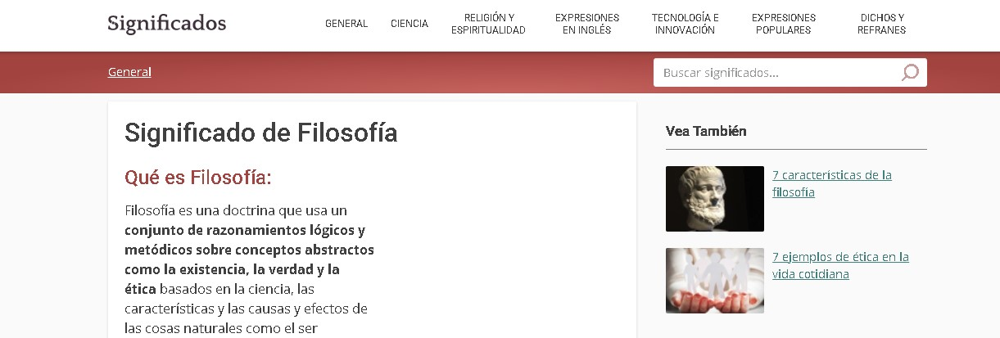 Significados
GENERAL
CIENCIA
RELIGIÓN Y
ESPIRITUALIDAD
EXPRESIONES
EN INGLÉS
TECNOLOGÍA E
INNOVACIÓN
EXPRESIONES
POPULARES
DICHOS Y
REFRANES
General
Buscar significados...
Significado de Filosofía
Qué es Filosofía:
Filosofía es una doctrina que usa un
conjunto de razonamientos lógicos y
metódicos sobre conceptos abstractos
como la existencia, la verdad y la
ética basados en la ciencia, las
características y las causas y efectos de
las cosas naturales como el ser
Vea También
7 características de la
filosofía
7 ejemplos de ética en la
vida cotidiana